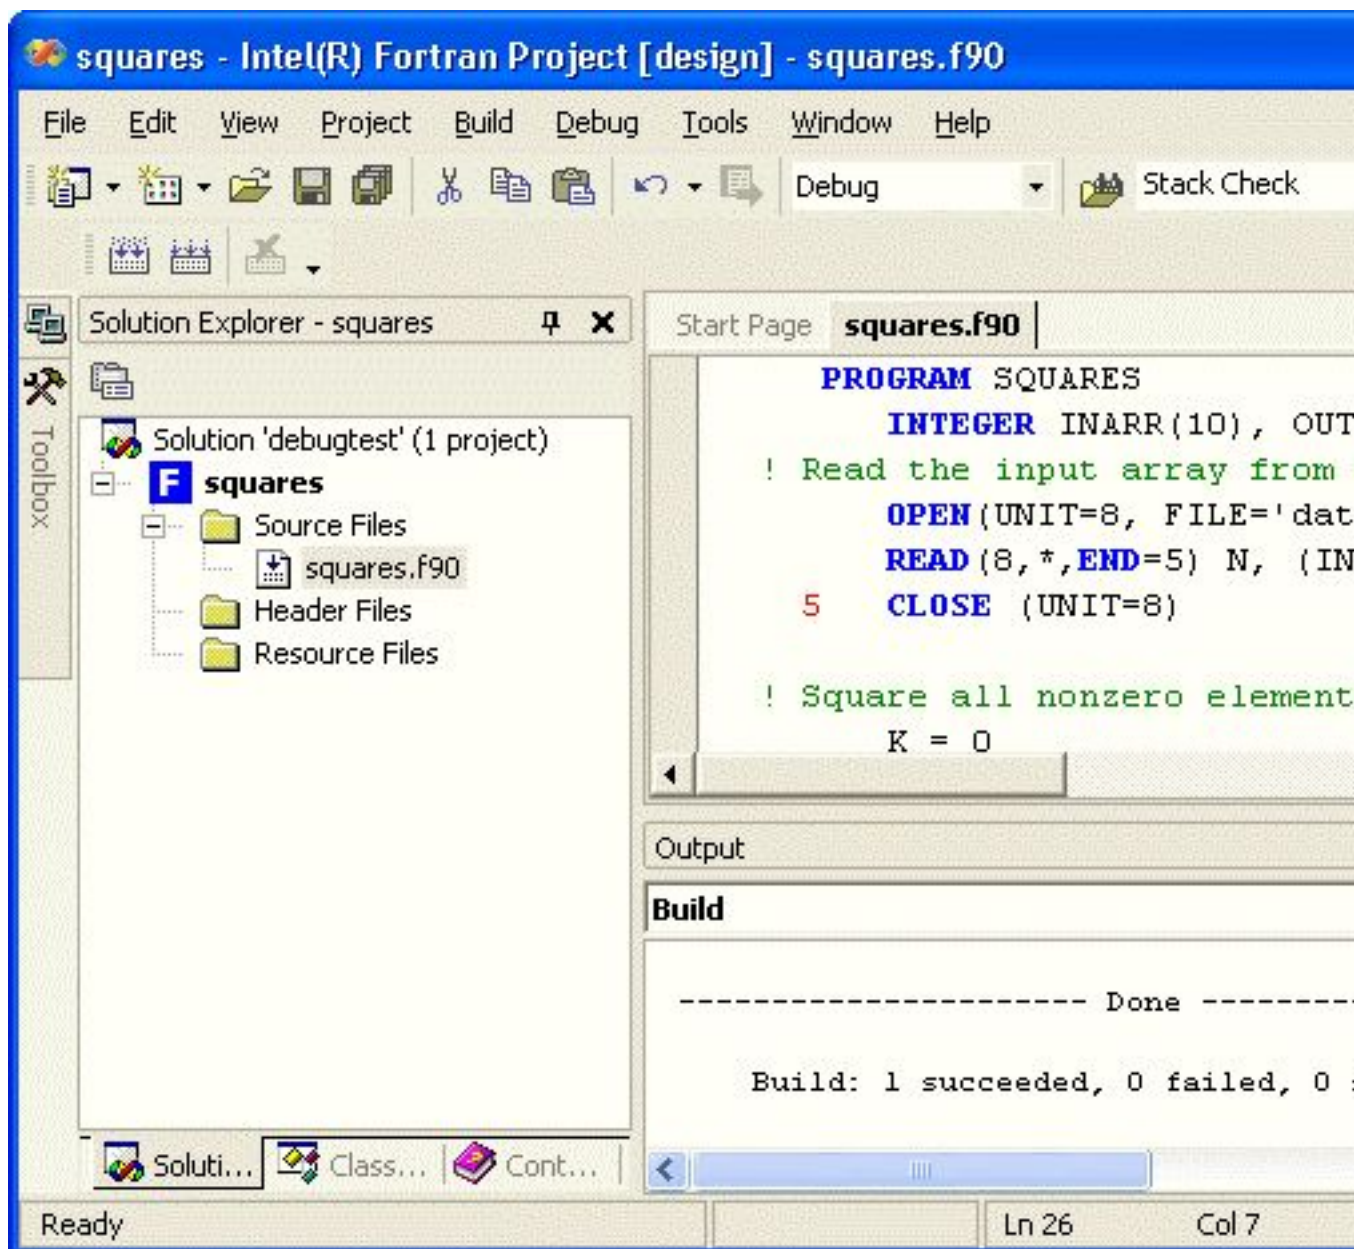 squares - Intel(R) Fortran Project [design] - squares.f90
File Edit View Project Build Debug Tools Window Help
Debug Stack Check
Solution Explorer - squares
Toolbox
Solution 'debugtest' (1 project)
F squares
Source Files
squares.f90
Header Files
Resource Files
Soluti... Class... Cont...
Start Page squares.f90
PROGRAM SQUARES
INTEGER INARR(10), OUT
! Read the input array from
OPEN(UNIT=8, FILE='dat
READ(8,*,END=5) N, (IN
5 CLOSE (UNIT=8)
! Square all nonzero element
K = 0
Output
Build
---------------------- Done --------
Build: 1 succeeded, 0 failed, 0
Ready Ln 26 Col 7